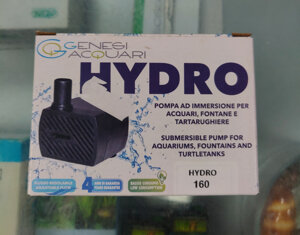 GENESI
ACQUARI
HYDRO
POMPA AD IMMERSIONE PER
ACQUARI, FONTANE E
TARTARUGHIERE
SUBMERSIBLE PUMP FOR
AQUARIUMS, FOUNTAINS AND
TURTLETANKS
HYDRO
160